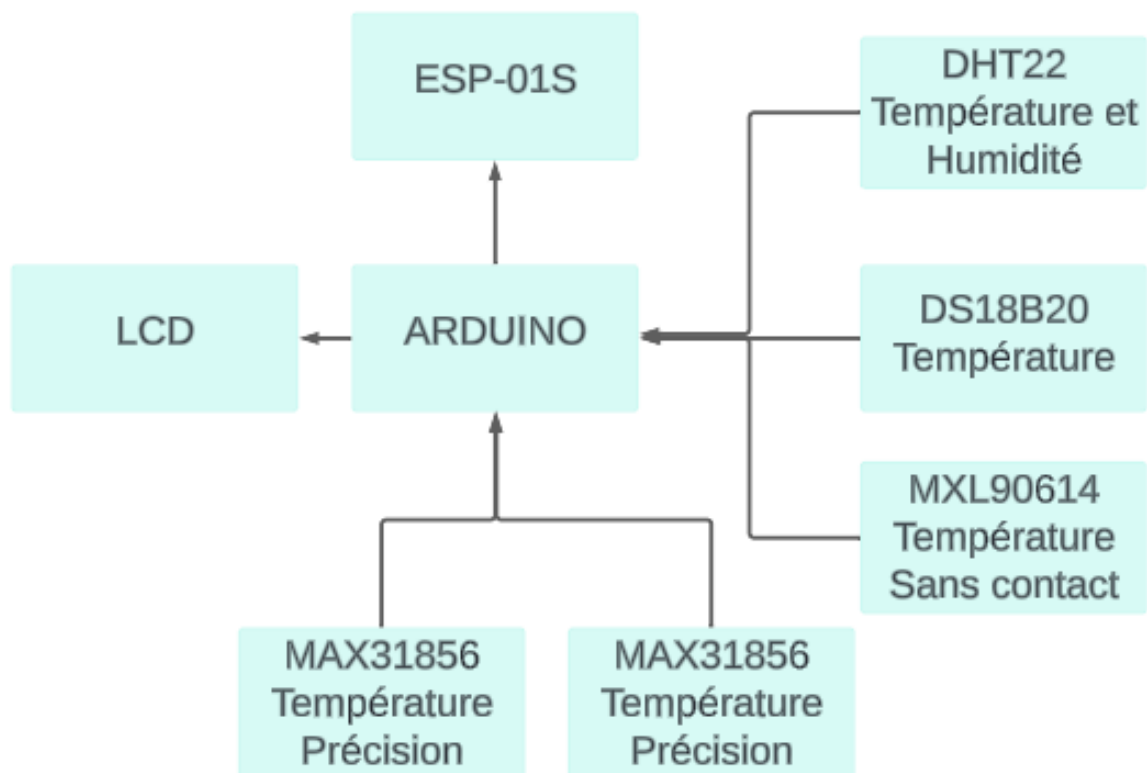 ESP-01S
DHT22
Température et
Humidité
LCD
ARDUINO
DS18B20
Température
MXL90614
Température
Sans contact
MAX31856
Température
Précision
MAX31856
Température
Précision